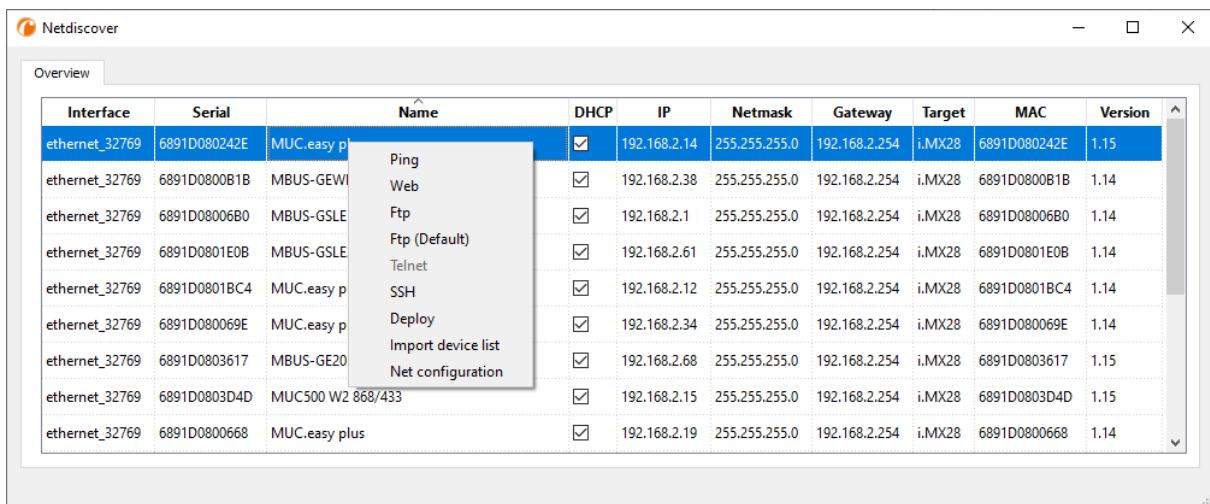 Netdiscover
Overview
Interface Serial Name DHCP IP Netmask Gateway Target MAC Version
ethernet_32769 6891D080242E MUC.easy p 192.168.2.14 255.255.255.0 192.168.2.254 i.MX28 6891D080242E 1.15
ethernet_32769 6891D0800B1B MBUS-GEW 192.168.2.38 255.255.255.0 192.168.2.254 i.MX28 6891D0800B1B 1.14
ethernet_32769 6891D08006B0 MBUS-GSLE 192.168.2.1 255.255.255.0 192.168.2.254 i.MX28 6891D08006B0 1.14
ethernet_32769 6891D0801E0B MBUS-GSLE 192.168.2.61 255.255.255.0 192.168.2.254 i.MX28 6891D0801E0B 1.14
ethernet_32769 6891D0801BC4 MUC.easy p 192.168.2.12 255.255.255.0 192.168.2.254 i.MX28 6891D0801BC4 1.14
ethernet_32769 6891D080069E MUC.easy p 192.168.2.34 255.255.255.0 192.168.2.254 i.MX28 6891D080069E 1.14
ethernet_32769 6891D0803617 MBUS-GE20 192.168.2.68 255.255.255.0 192.168.2.254 i.MX28 6891D0803617 1.15
ethernet_32769 6891D0803D4D MUC500 W2 868/433 192.168.2.15 255.255.255.0 192.168.2.254 i.MX28 6891D0803D4D 1.15
ethernet_32769 6891D0800668 MUC.easy plus 192.168.2.19 255.255.255.0 192.168.2.254 i.MX28 6891D0800668 1.14
Ping
Web
Ftp
Ftp (Default)
Telnet
SSH
Deploy
Import device list
Net configuration